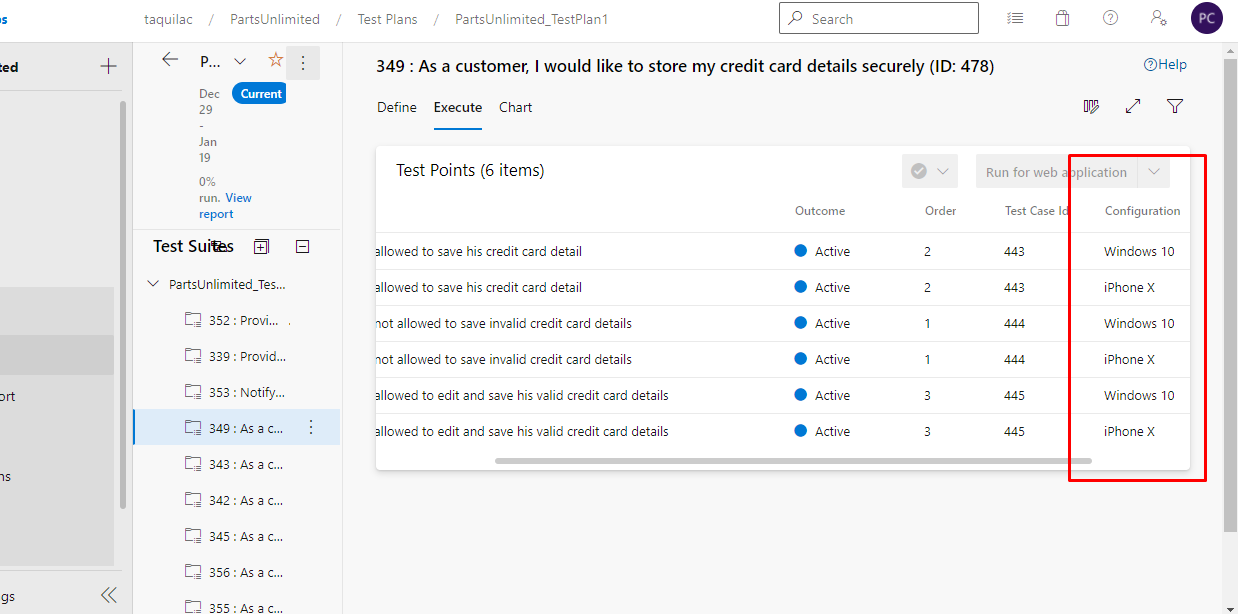 taquilac / PartsUnlimited / Test Plans / PartsUnlimited_TestPlan1
Search
PC
P...
349 : As a customer, I would like to store my credit card details securely (ID: 478)
Help
Dec 29 - Jan 19
Current
0% run. View report
Define Execute Chart
Test Points (6 items)
Run for web application
Outcome Order Test Case Id Configuration
allowed to save his credit card detail Active 2 443 Windows 10
allowed to save his credit card detail Active 2 443 iPhone X
not allowed to save invalid credit card details Active 1 444 Windows 10
not allowed to save invalid credit card details Active 1 444 iPhone X
allowed to edit and save his valid credit card details Active 3 445 Windows 10
allowed to edit and save his valid credit card details Active 3 445 iPhone X
Test Suites
PartsUnlimited_Tes...
352 : Provi...
339 : Provid...
353 : Notify...
349 : As a c...
343 : As a c...
342 : As a c...
345 : As a c...
356 : As a c...
355 : As a c...